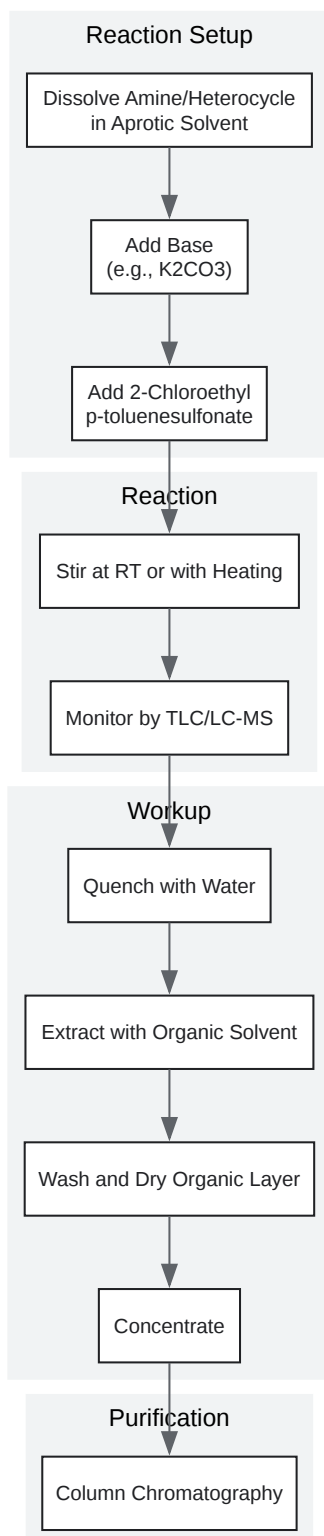 Reaction Setup
Dissolve Amine/Heterocycle
in Aprotic Solvent
Add Base
(e.g., K2CO3)
Add 2-Chloroethyl
p-toluenesulfonate
Reaction
Stir at RT or with Heating
Monitor by TLC/LC-MS
Workup
Quench with Water
Extract with Organic Solvent
Wash and Dry Organic Layer
Concentrate
Purification
Column Chromatography